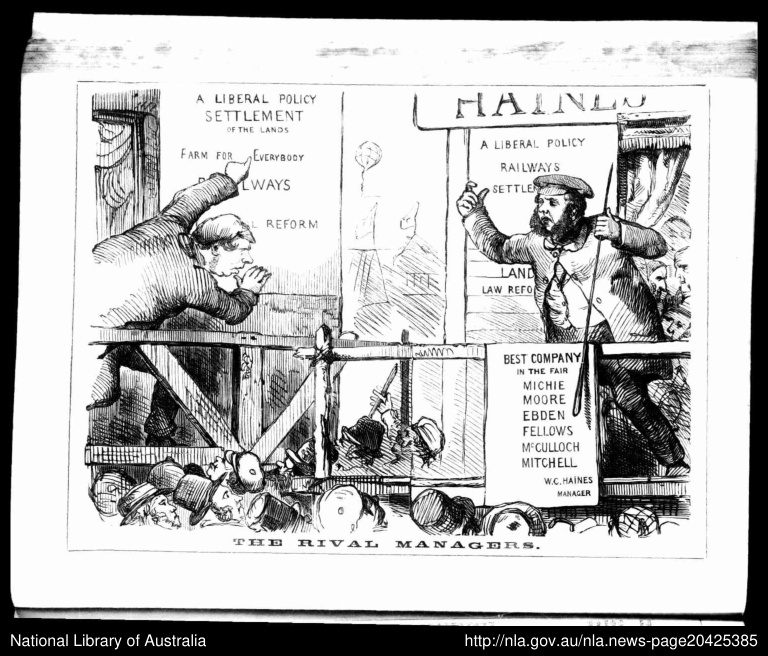 A LIBERAL POLICY
SETTLEMENT
OF THE LANDS
FARM FOR EVERYBODY
LWAYS
L REFORM
HAINES
A LIBERAL POLICY
RAILWAYS
SETTLE
LAND
LAW REFO
BEST COMPANY
IN THE FAIR
MICHIE
MOORE
EBDEN
FELLOWS
McCULLOCH
MITCHELL
W.C. HAINES
MANAGER
THE RIVAL MANAGERS.
National Library of Australia
http://nla.gov.au/nla.news-page20425385